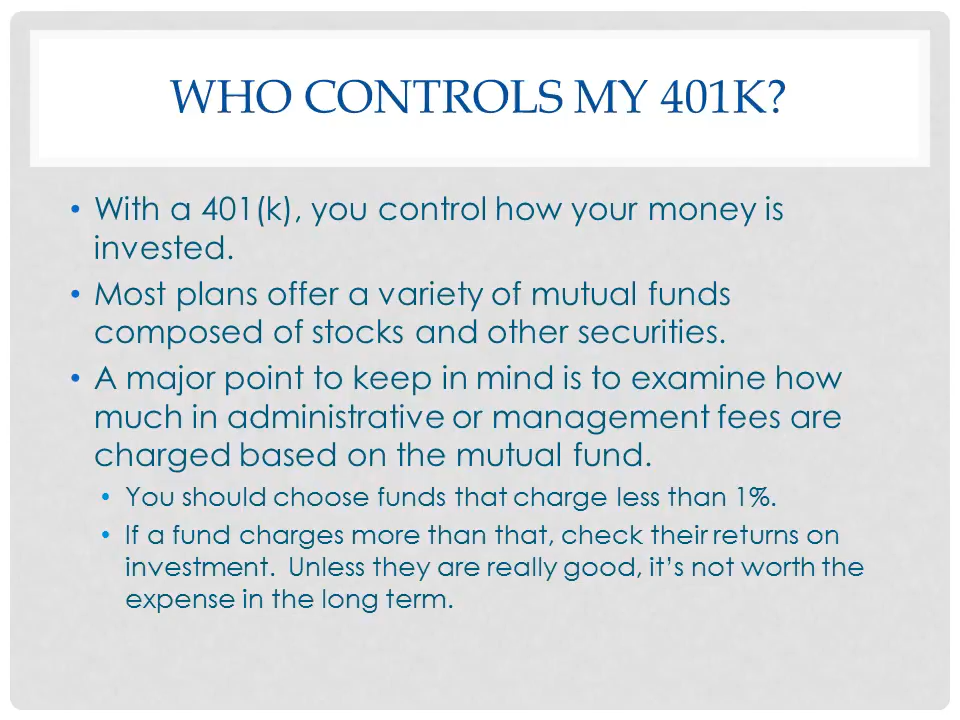 WHO CONTROLS MY 401K?
• With a 401(k), you control how your money is
invested.
• Most plans offer a variety of mutual funds
composed of stocks and other securities.
• A major point to keep in mind is to examine how
much in administrative or management fees are
charged based on the mutual fund.
• You should choose funds that charge less than 1%.
• If a fund charges more than that, check their returns on
investment.  Unless they are really good, it’s not worth the
expense in the long term.